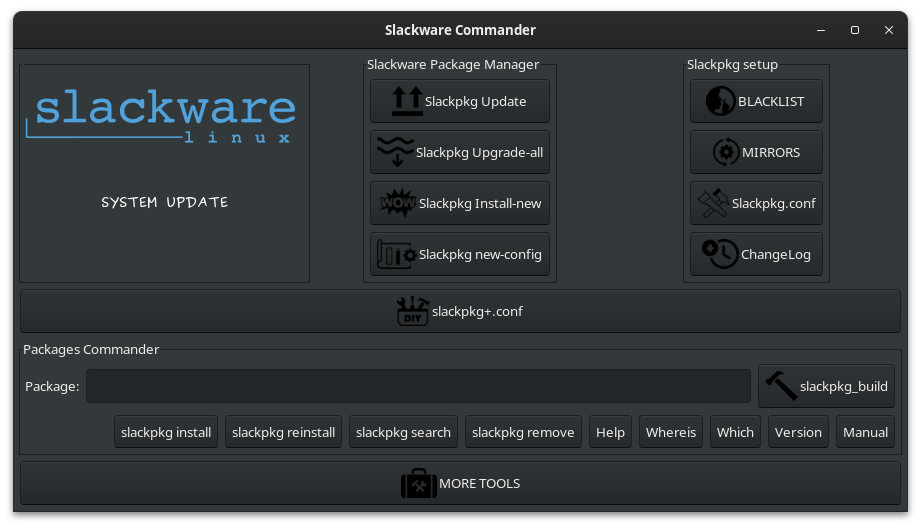 Slackware Commander
slackware
linux
SYSTEM UPDATE
Slackware Package Manager
Slackpkg Update
Slackpkg Upgrade-all
WOW
Slackpkg Install-new
Slackpkg new-config
Slackpkg setup
BLACKLIST
MIRRORS
Slackpkg.conf
ChangeLog
DIY
slackpkg+.conf
Packages Commander
Package:
slackpkg_build
slackpkg install
slackpkg reinstall
slackpkg search
slackpkg remove
Help
Whereis
Which
Version
Manual
MORE TOOLS